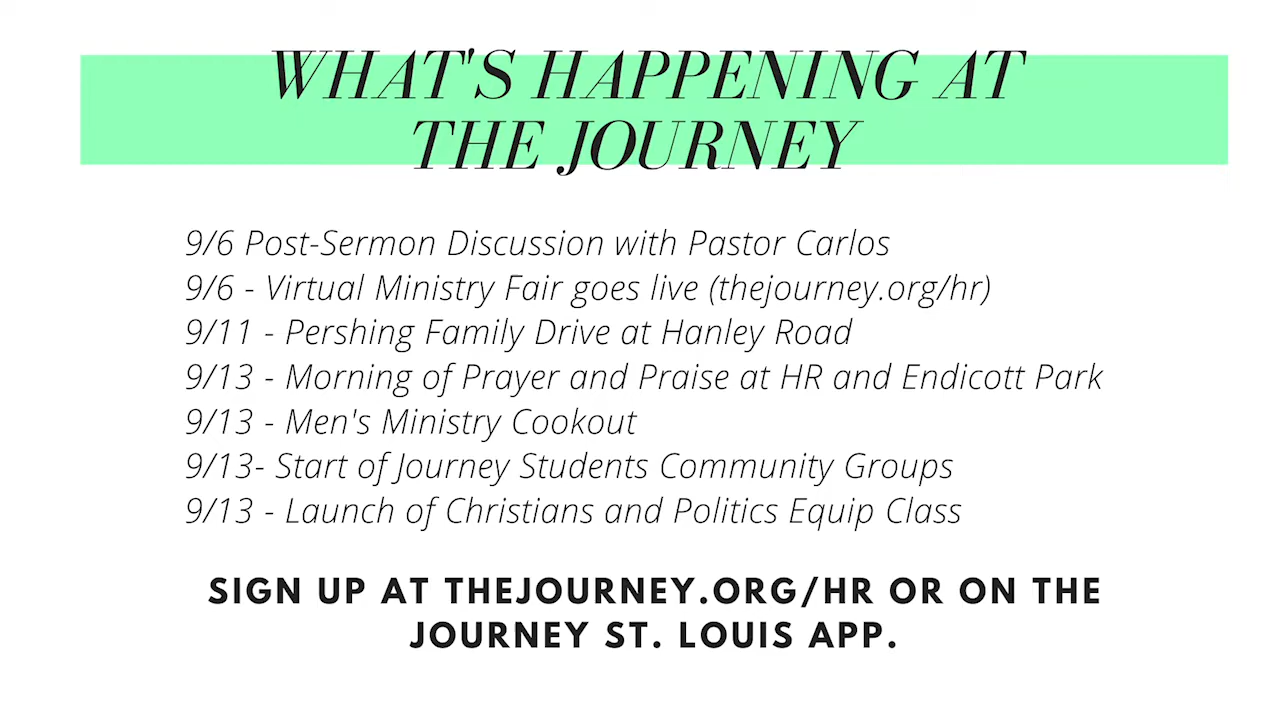 WHAT'S HAPPENING AT
THE JOURNEY
9/6 Post-Sermon Discussion with Pastor Carlos
9/6 - Virtual Ministry Fair goes live (thejourney.org/hr)
9/11 - Pershing Family Drive at Hanley Road
9/13 - Morning of Prayer and Praise at HR and Endicott Park
9/13 - Men's Ministry Cookout
9/13- Start of Journey Students Community Groups
9/13 - Launch of Christians and Politics Equip Class
SIGN UP AT THEJOURNEY.ORG/HR OR ON THE
JOURNEY ST. LOUIS APP.